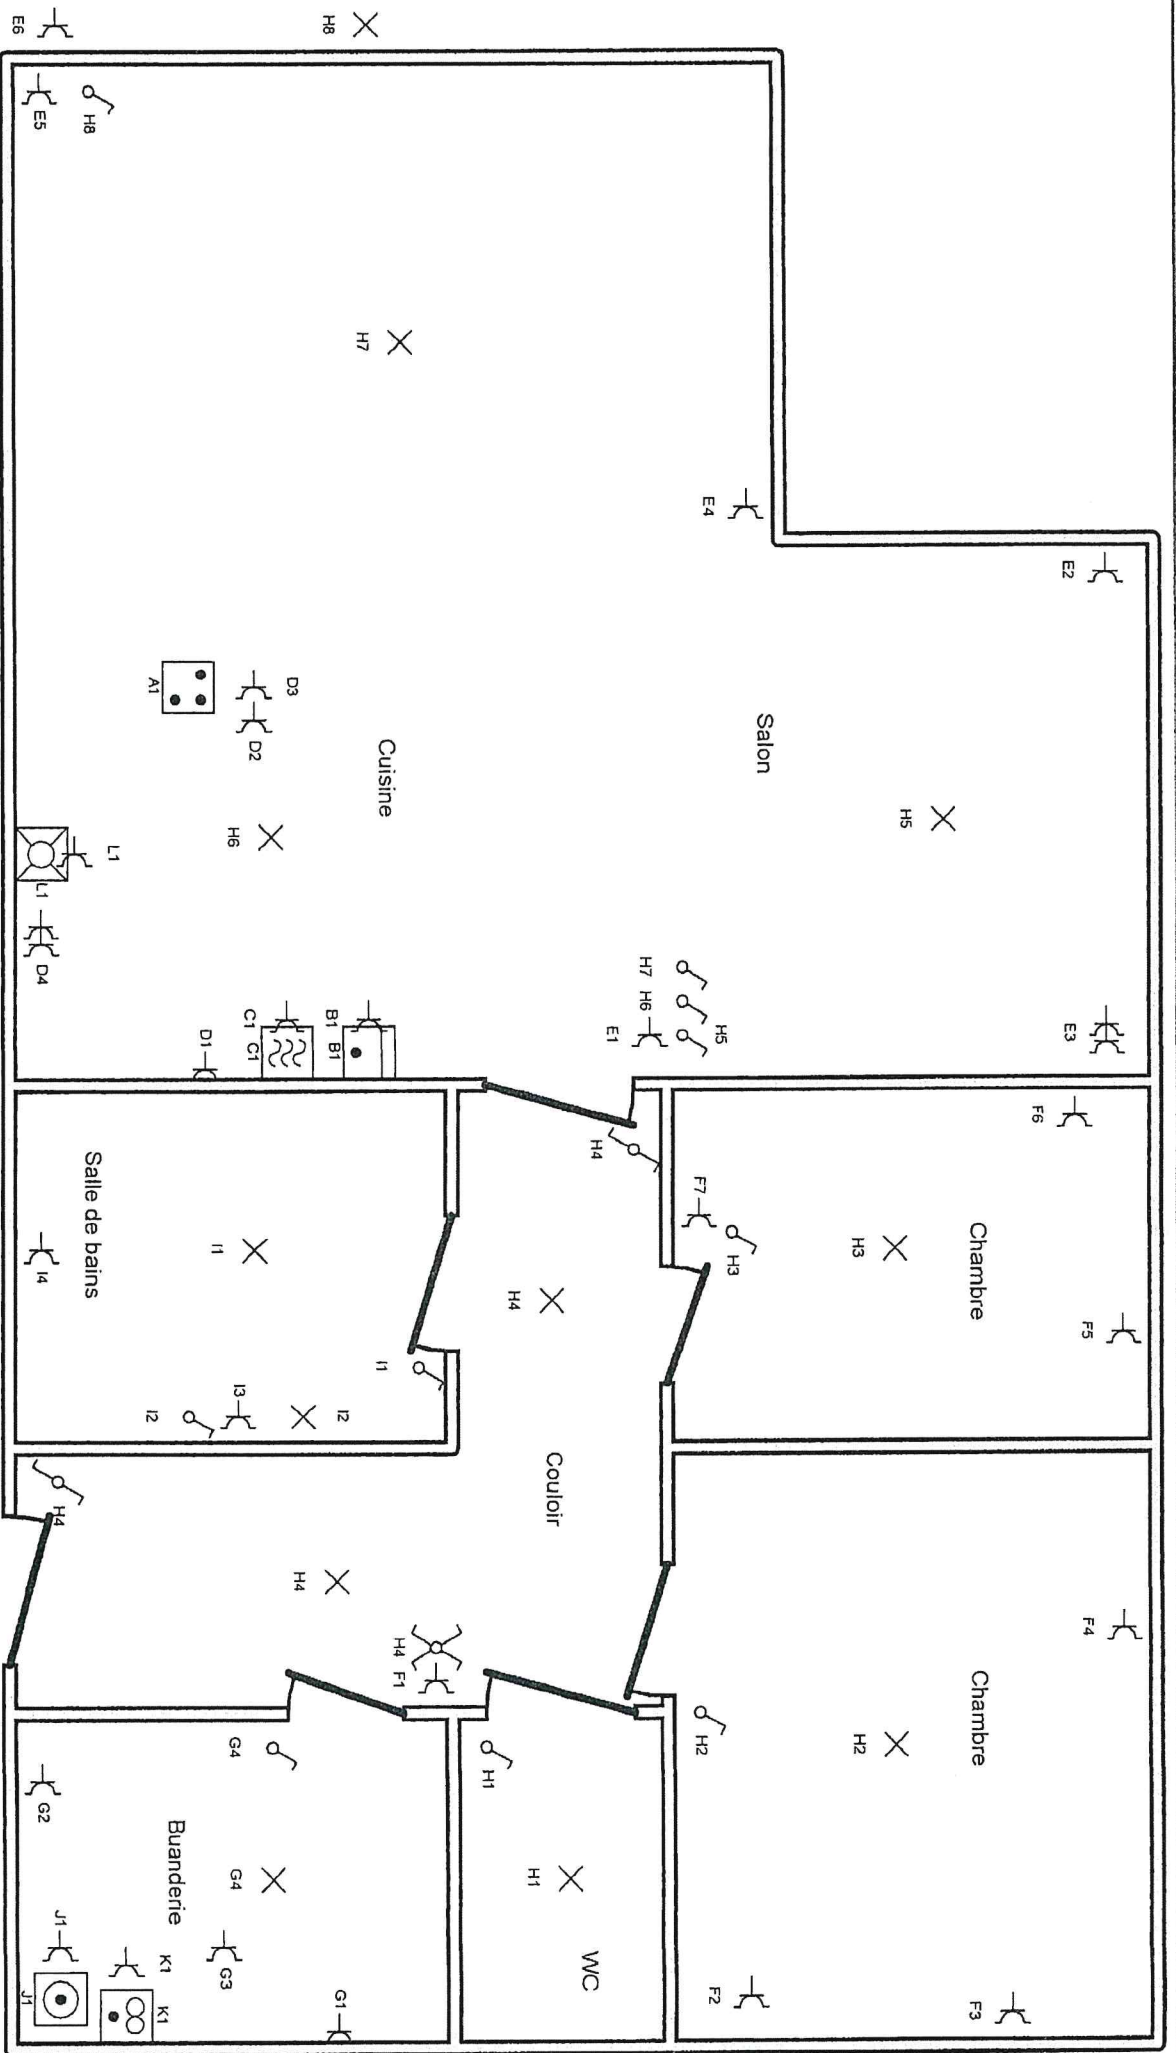 E2
E3
F5
F4
F6
Chambre
Chambre
F3
H5
H3
H2
Salon
H5
H3
E4
F7
H2
F2
H7
H6
E1
H4
WC
Couloir
H1
H4
H1
H4
F1
Cuisine
I1
H7
I2
B1
B1
G1
H8
H4
D3
C1
C1
D2
I3
H6
G4
G4
G3
I1
D1
Buanderie
K1
K1
A1
I2
L1
Salle de bains
H8
J1
H4
E5
L1
D4
I4
G2
J1
E6